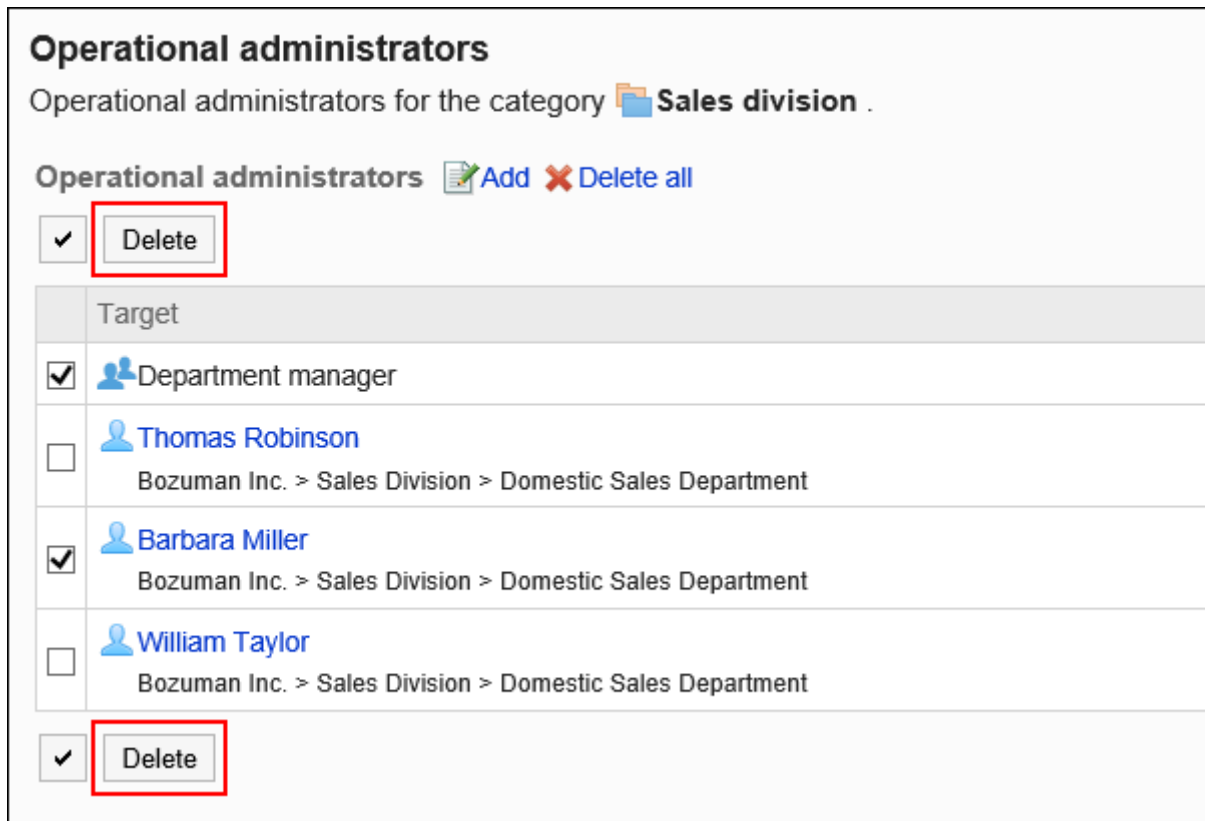 Operational administrators
Operational administrators for the category Sales division .
Operational administrators Add Delete all
Delete
Target
Department manager
Thomas Robinson
Bozuman Inc. > Sales Division > Domestic Sales Department
Barbara Miller
Bozuman Inc. > Sales Division > Domestic Sales Department
William Taylor
Bozuman Inc. > Sales Division > Domestic Sales Department
Delete